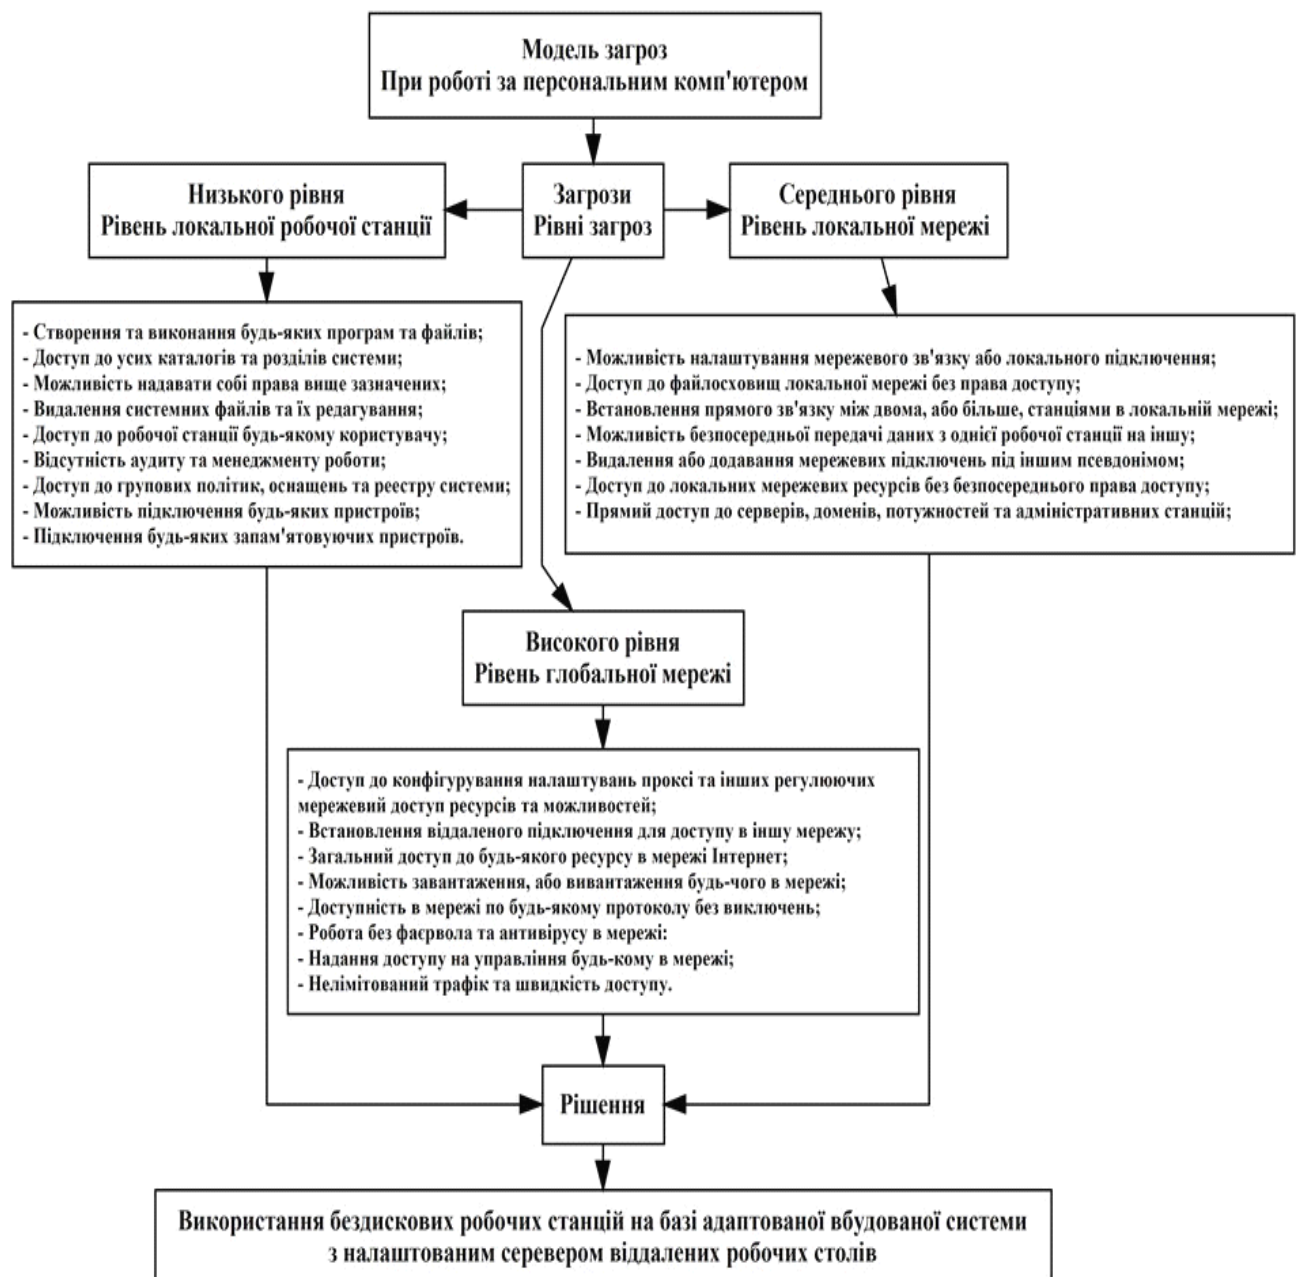 Модель загроз
При роботі за персональним комп'ютером
Низького рівня
Рівень локальної робочої станції
Загрози
Рівні загроз
Середнього рівня
Рівень локальної мережі
- Створення та виконання будь-яких програм та файлів;
- Доступ до усих каталогів та розділів системи;
- Можливість надавати собі права вище зазначених;
- Видалення системних файлів та їх редагування;
- Доступ до робочої станції будь-якому користувачу;
- Відсутність аудиту та менеджменту роботи;
- Доступ до групових політик, оснащень та реестру системи;
- Можливість підключення будь-яких пристроїв;
- Підключення будь-яких запам'ятовуючих пристроїв.
- Можливість налаштування мережевого зв'язку або локального підключення;
- Доступ до файлосховищ локальної мережі без права доступу;
- Встановлення прямого зв'язку між двома, або більше, станціями в локальній мережі;
- Можливість безпосередньої передачі даних з однієї робочої станції на іншу;
- Видалення або додавання мережевих підключень під іншим псевдонімом;
- Доступ до локальних мережевих ресурсів без безпосереднього права доступу;
- Прямий доступ до серверів, доменів, потужностей та адміністративних станцій;
Високого рівня
Рівень глобальної мережі
- Доступ до конфігурування налаштувань проксі та інших регулюючих
мережевий доступ ресурсів та можливостей;
- Встановлення віддаленого підключення для доступу в іншу мережу;
- Загальний доступ до будь-якого ресурсу в мережі Інтернет;
- Можливість завантаження, або вивантаження будь-чого в мережі;
- Доступність в мережі по будь-якому протоколу без виключень;
- Робота без фаєрвола та антивірусу в мережі:
- Надання доступу на управління будь-кому в мережі;
- Нелімітований трафік та швидкість доступу.
Рішення
Використання бездискових робочих станцій на базі адаптованої вбудованої системи
з налаштованим серевером віддалених робочих столів